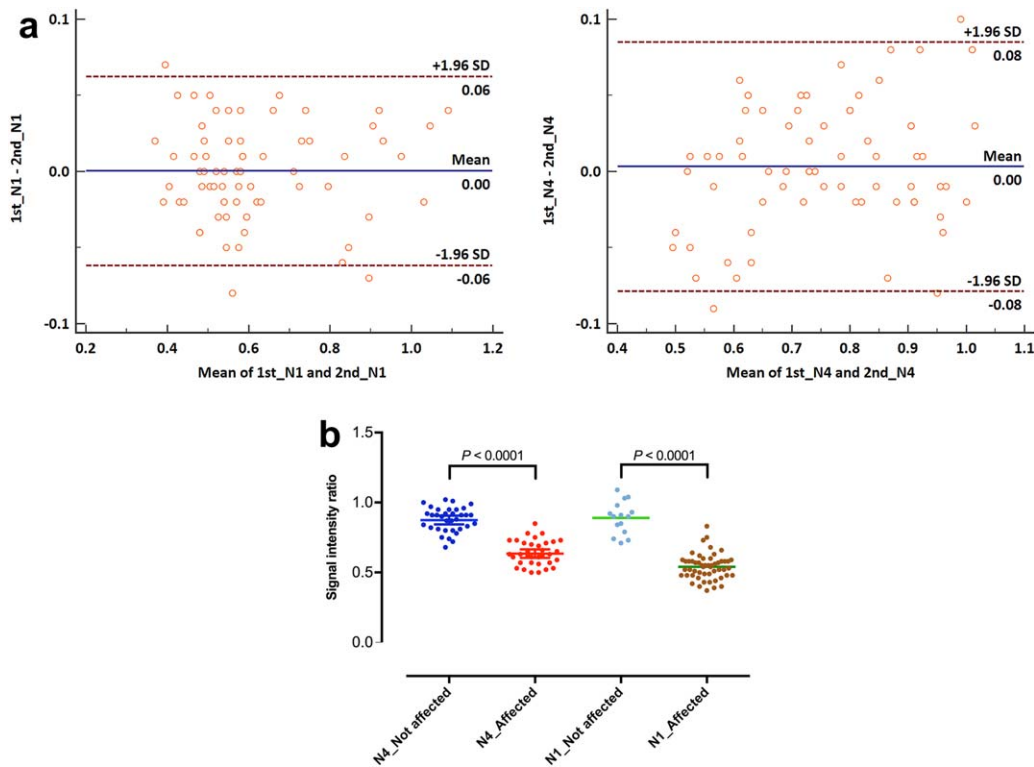 a
0.1
0.0
-0.1
1st_N1 - 2nd_N1
+1.96 SD
0.06
Mean
0.00
-1.96 SD
-0.06
0.2 0.4 0.6 0.8 1.0 1.2
Mean of 1st_N1 and 2nd_N1
0.1
0.0
-0.1
1st_N4 - 2nd_N4
+1.96 SD
0.08
Mean
0.00
-1.96 SD
-0.08
0.4 0.5 0.6 0.7 0.8 0.9 1.0 1.1
Mean of 1st_N4 and 2nd_N4
b
1.5
1.0
0.5
0.0
Signal intensity ratio
P < 0.0001
P < 0.0001
N4_Not affected
N4_Affected
N1_Not affected
N1_Affected